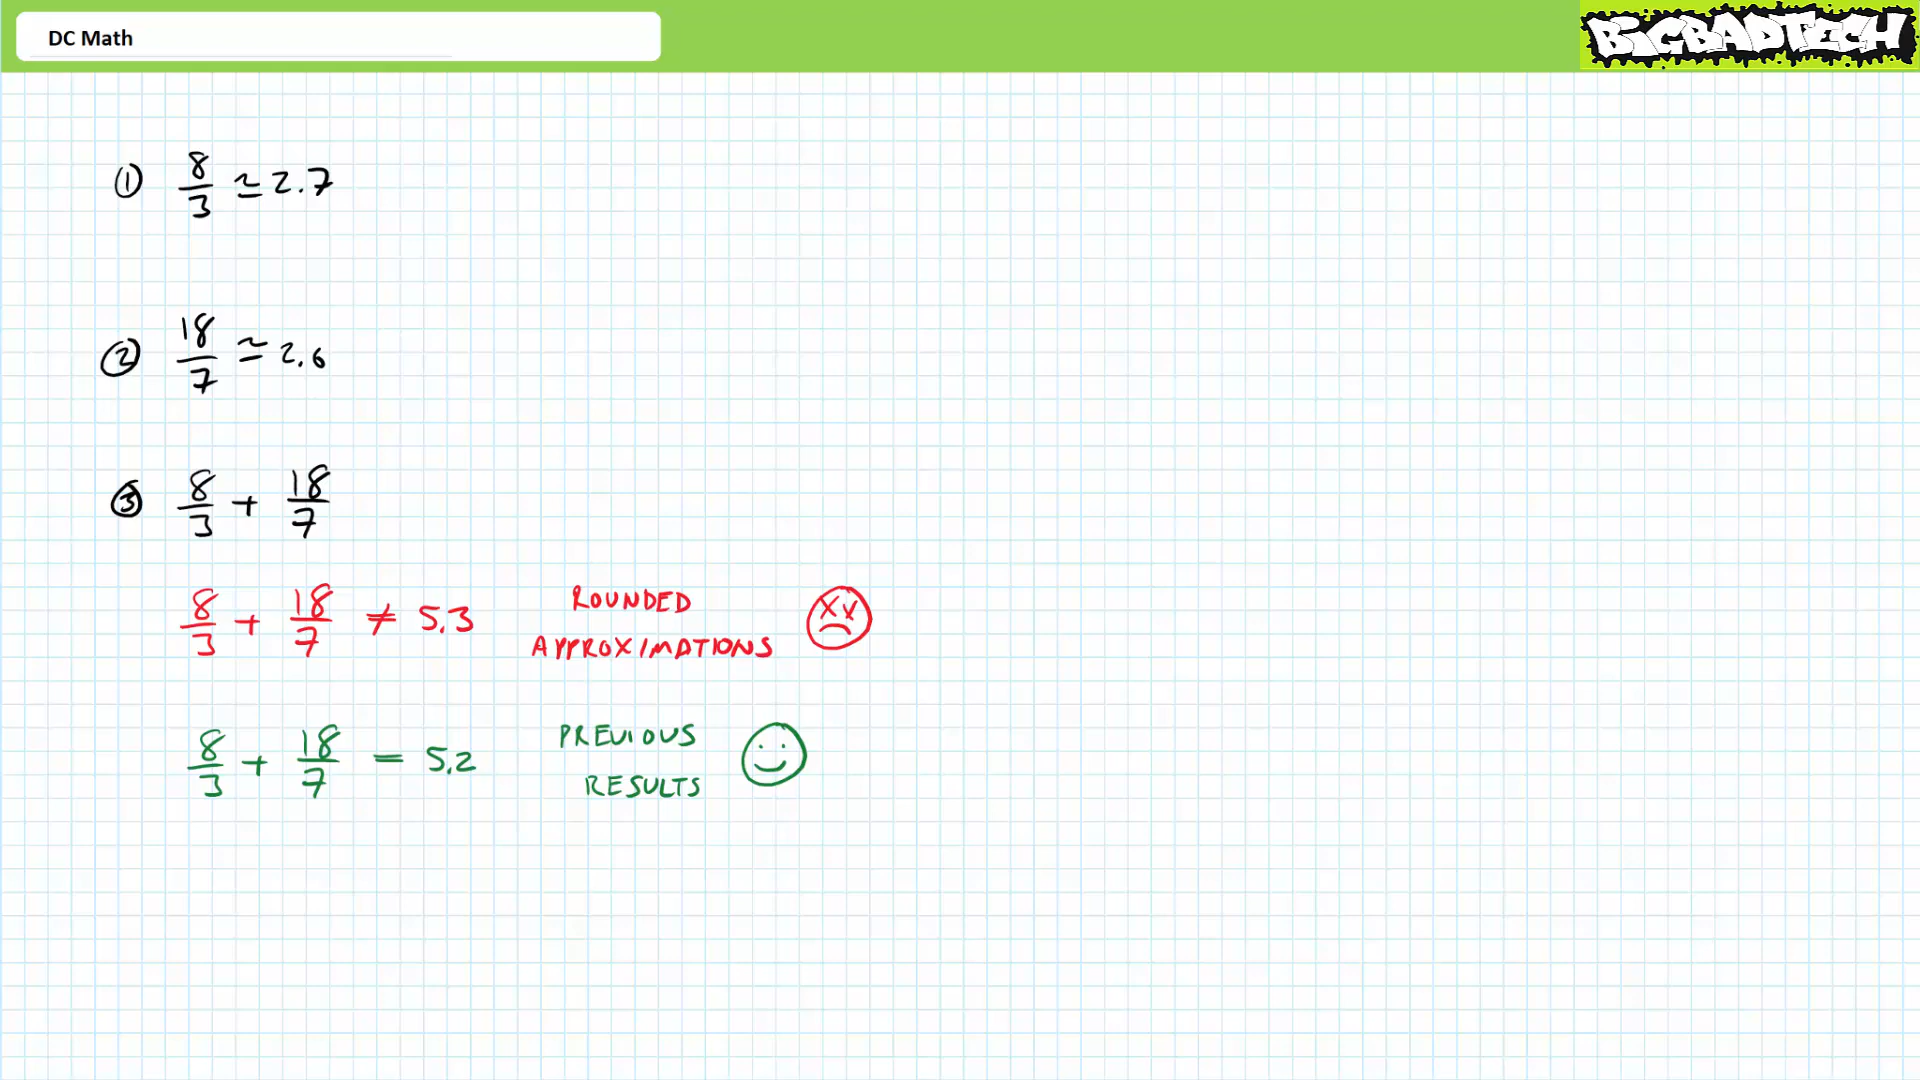 DC Math
BIGBADTECH
① 8/3 ≃ 2.7
② 18/7 ≃ 2.6
③ 8/3 + 18/7
8/3 + 18/7 ≠ 5.3
ROUNDED
APPROXIMATIONS
8/3 + 18/7 = 5.2
PREVIOUS
RESULTS